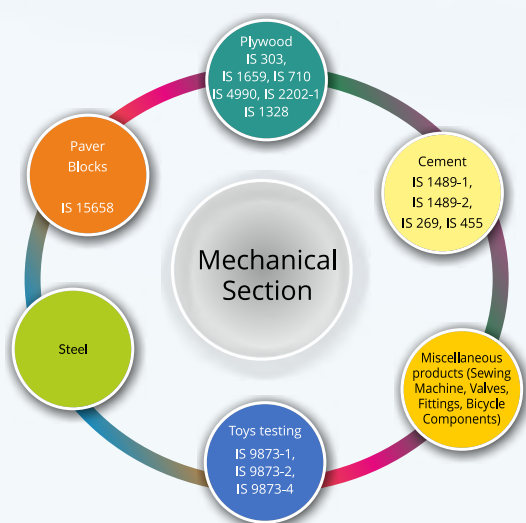 Plywood
IS 303,
IS 1659, IS 710
IS 4990, IS 2202-1
IS 1328
Cement
IS 1489-1,
IS 1489-2,
IS 269, IS 455
Miscellaneous
products (Sewing
Machine, Valves,
Fittings, Bicycle
Components)
Toys testing
IS 9873-1,
IS 9873-2,
IS 9873-4
Steel
Paver
Blocks
IS 15658
Mechanical
Section